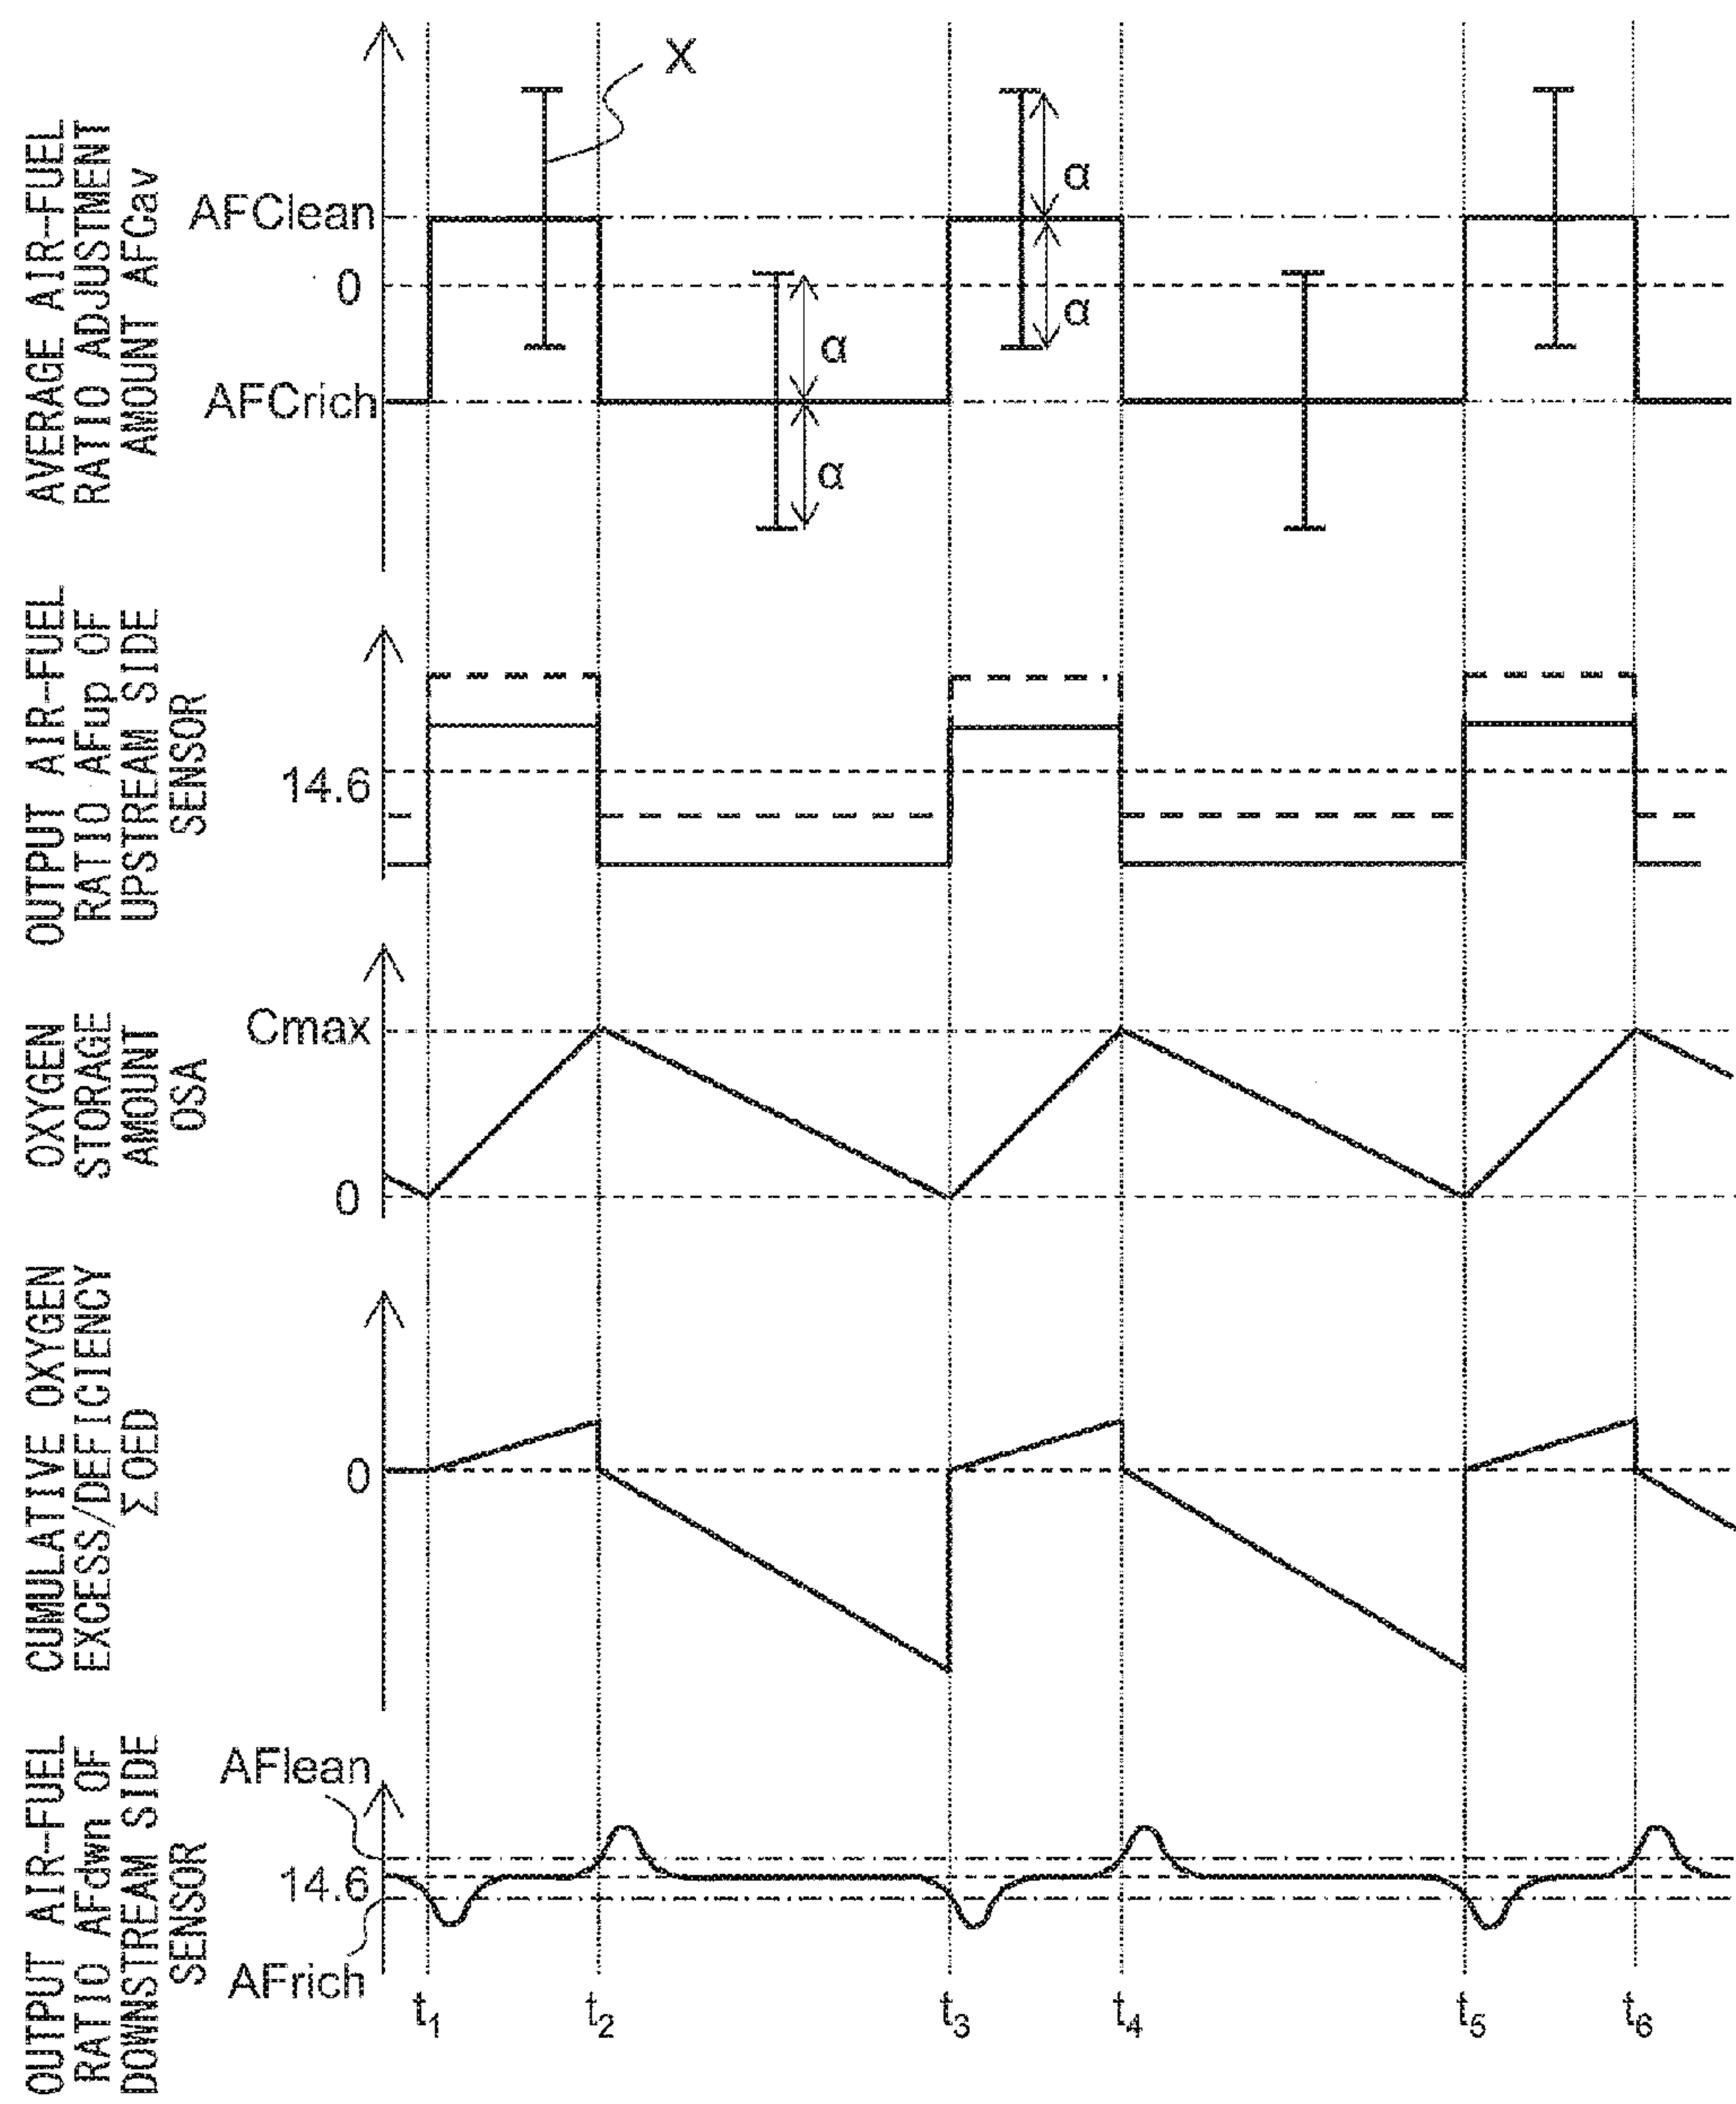 AVERAGE AIR-FUEL
RATIO ADJUSTMENT
AMOUNT AFCav
X
AFClean
0
AFCrich
α
α
α
α
OUTPUT AIR-FUEL
RATIO AFup OF
UPSTREAM SIDE
SENSOR
14.6
OXYGEN
STORAGE
AMOUNT
OSA
Cmax
0
CUMULATIVE OXYGEN
EXCESS/DEFICIENCY
ΣOED
0
OUTPUT AIR-FUEL
RATIO AFdwn OF
DOWNSTREAM SIDE
SENSOR
AFlean
14.6
AFrich
t1
t2
t3
t4
t5
t6